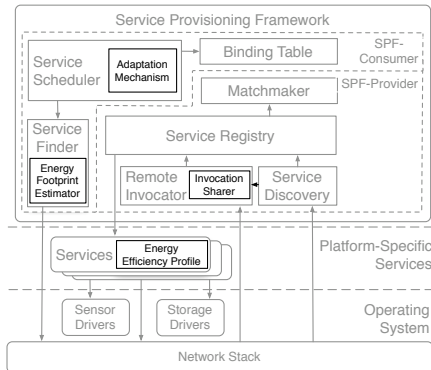 Service Provisioning Framework
SPF-
Consumer
Service
Scheduler
Adaptation
Mechanism
Binding Table
SPF-Provider
Matchmaker
Service
Finder
Energy
Footprint
Estimator
Service Registry
Remote
Invocator
Invocation
Sharer
Service
Discovery
Services
Energy
Efficiency Profile
Platform-Specific
Services
Sensor
Drivers
Storage
Drivers
Operating
System
Network Stack